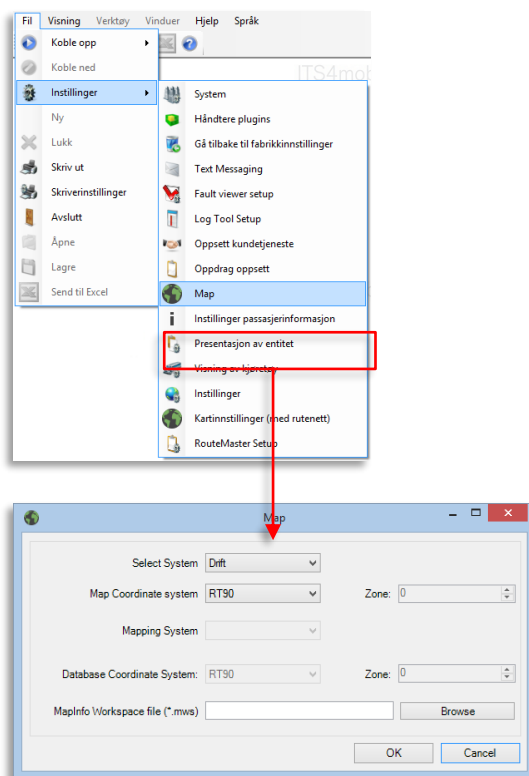 Fil Visning Verktøy Vinduer Hjelp Språk
Koble opp
Koble ned
ITS4mob
Instillinger
Ny
Lukk
Skriv ut
Skriverinstillinger
Avslutt
Åpne
Lagre
Send til Excel
System
Håndtere plugins
Gå tilbake til fabrikkinnstillinger
Text Messaging
Fault viewer setup
Log Tool Setup
Oppsett kundetjeneste
Oppdrag oppsett
Map
Instillinger passasjerinformasjon
Presentasjon av entitet
Visning av kjøretøy
Instillinger
Kartinnstillinger (med rutenett)
RouteMaster Setup
Map
Select System Drift
Map Coordinate system RT90 Zone: 0
Mapping System
Database Coordinate System: RT90 Zone: 0
MapInfo Workspace file (*.mws) Browse
OK Cancel